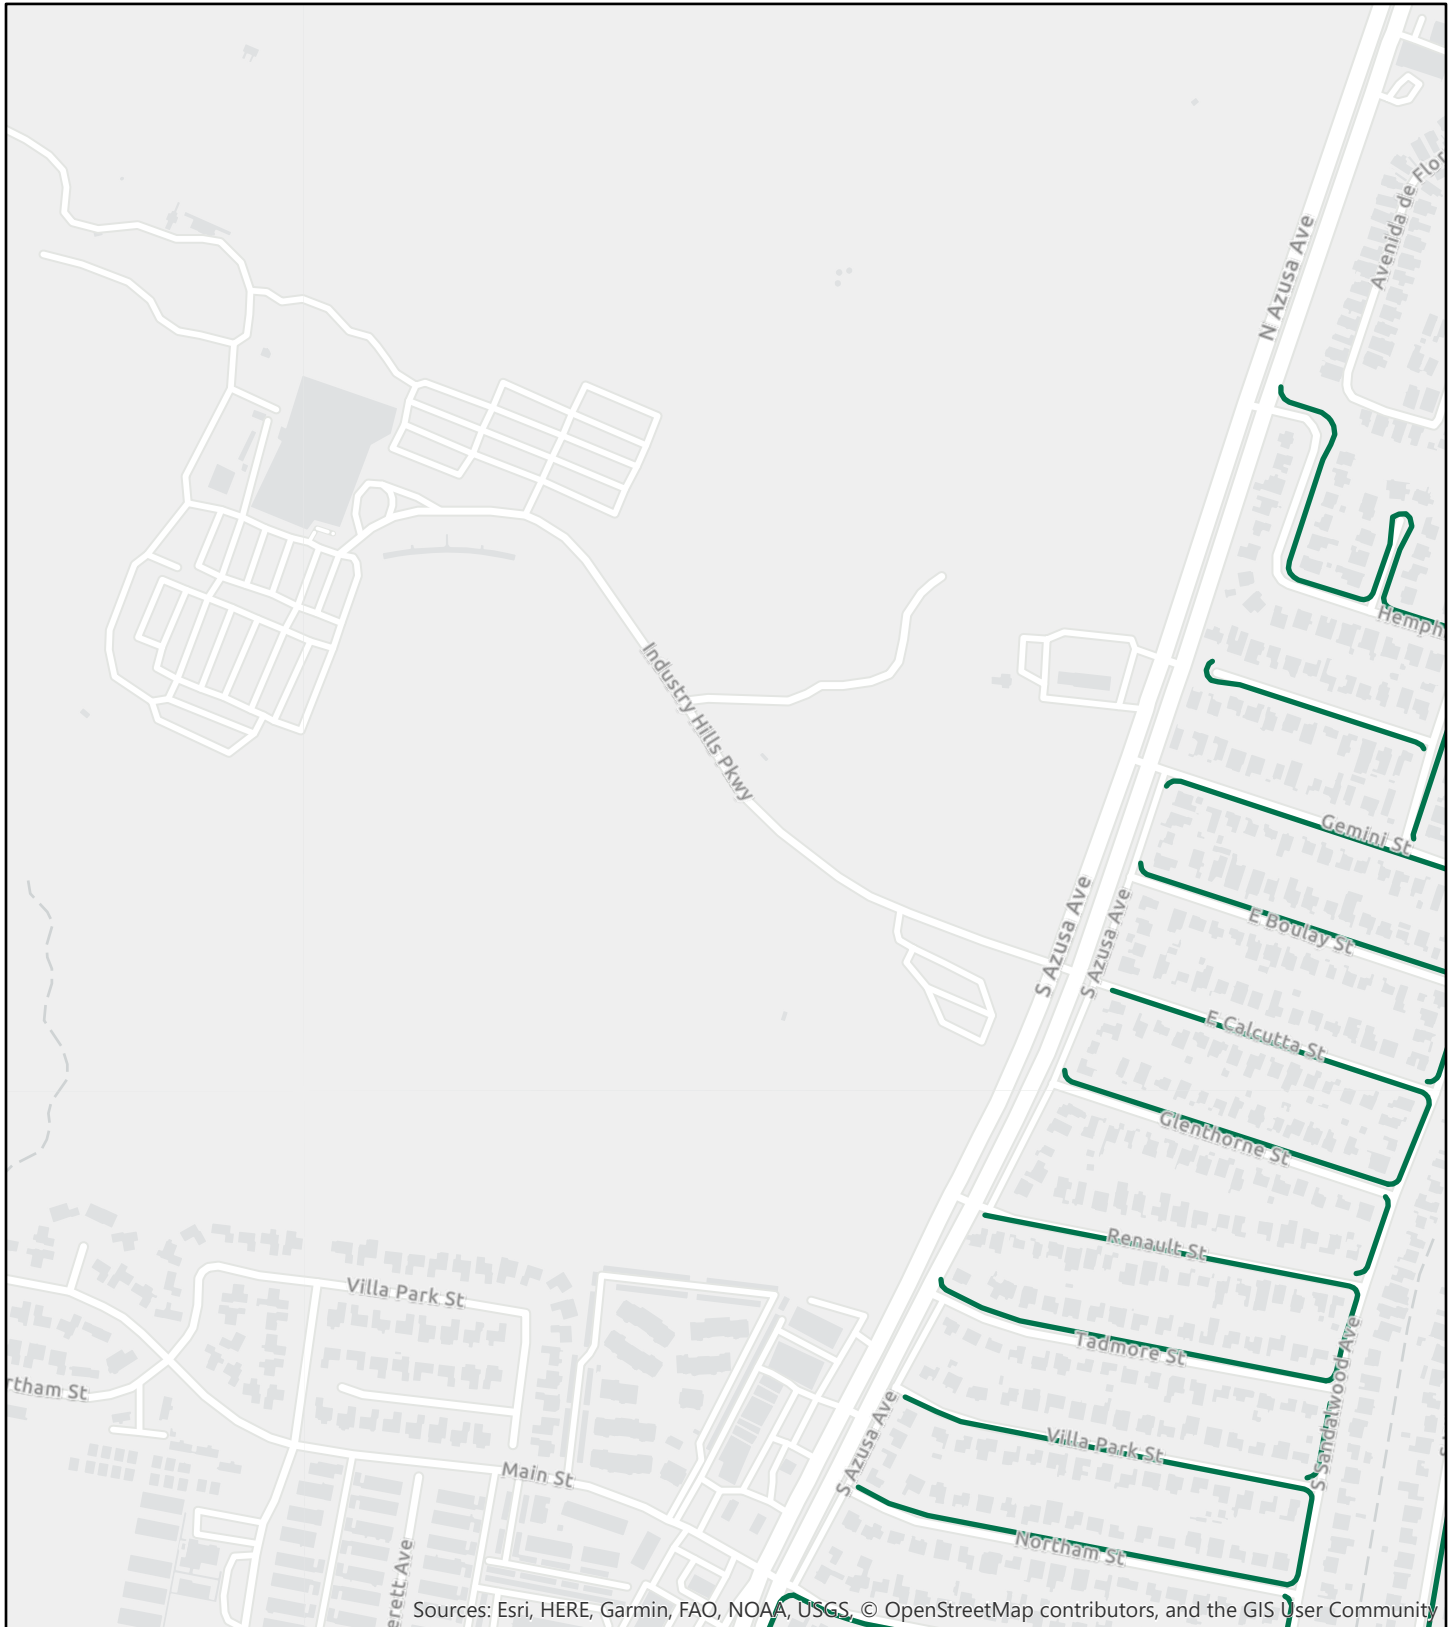 Avenida de Flor
N Azusa Ave
Hemph
Industry Hills Pkwy
Gemini St
S Azusa Ave
S Azusa Ave
E Boulay St
E Calcutta St
Glenthorne St
Renault St
Villa Park St
Tadmore St
S Sandalwood Ave
rtham St
S Azusa Ave
Villa Park St
Main St
Northam St
erett Ave
Sources: Esri, HERE, Garmin, FAO, NOAA, USGS, © OpenStreetMap contributors, and the GIS User Community